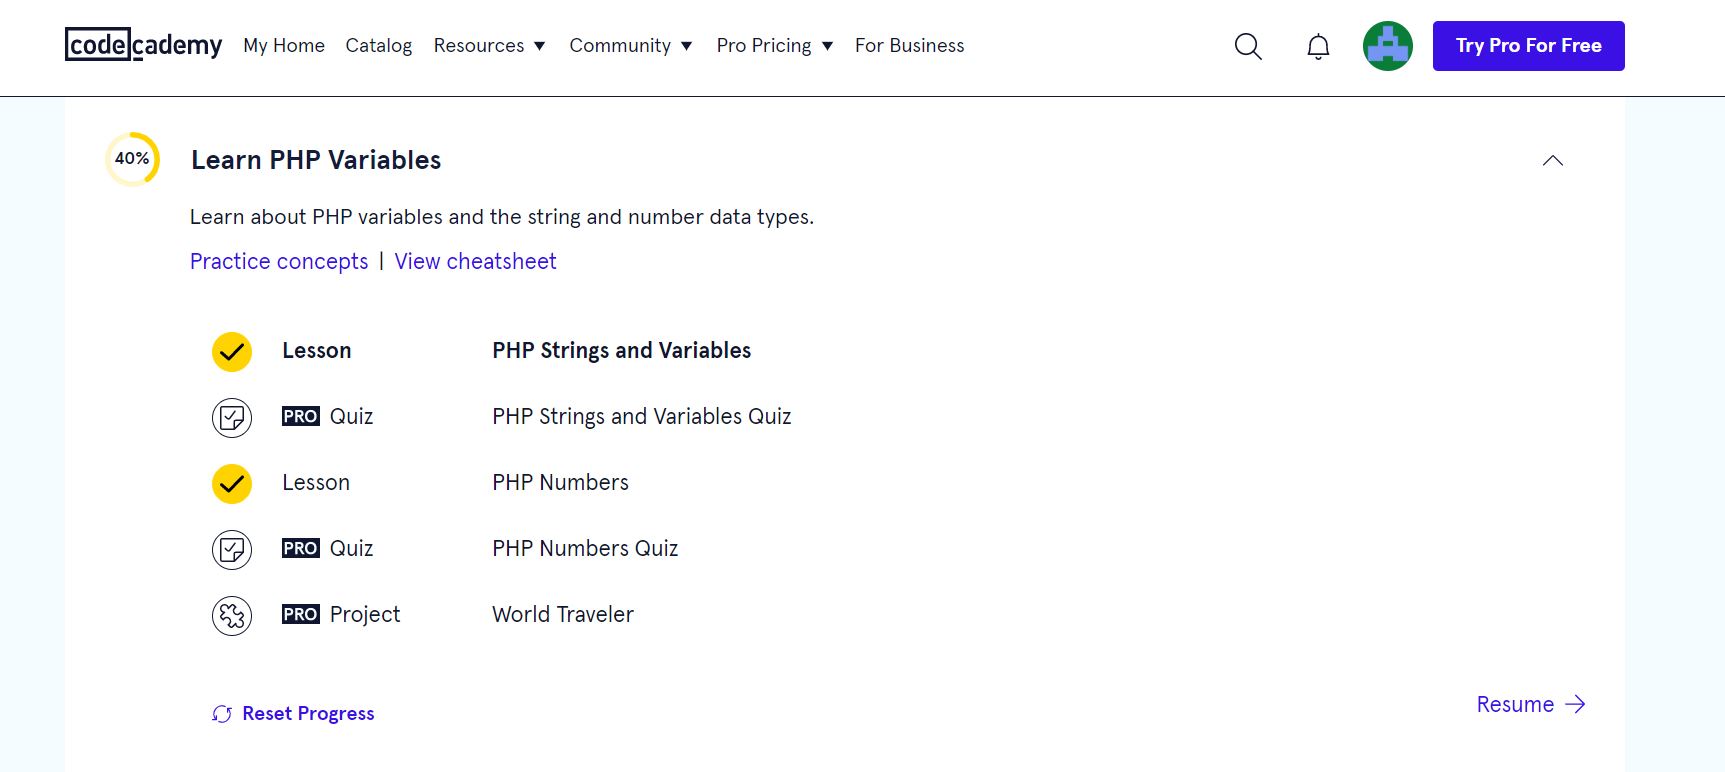 codecademy My Home Catalog Resources Community Pro Pricing For Business Try Pro For Free
40% Learn PHP Variables
Learn about PHP variables and the string and number data types.
Practice concepts | View cheatsheet
Lesson PHP Strings and Variables
PRO Quiz PHP Strings and Variables Quiz
Lesson PHP Numbers
PRO Quiz PHP Numbers Quiz
PRO Project World Traveler
Reset Progress Resume